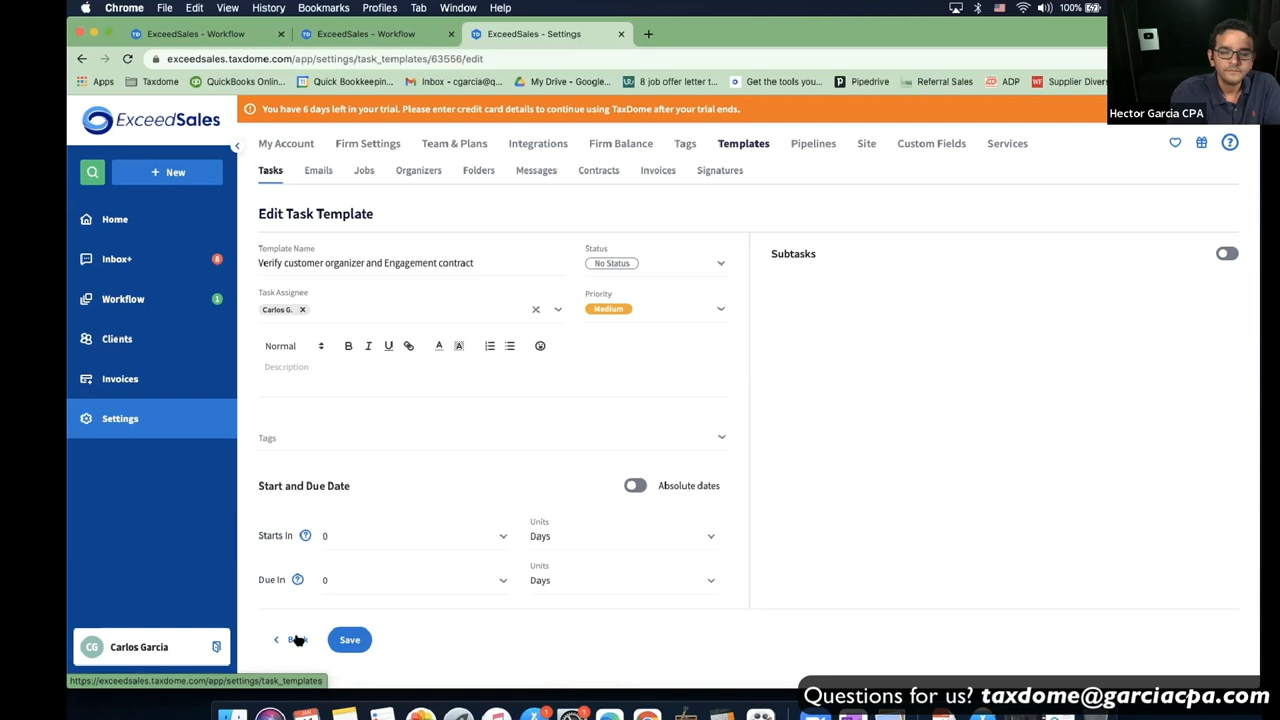 Chrome File Edit View History Bookmarks Profiles Tab Window Help 100%
ExceedSales - Workflow ExceedSales - Workflow ExceedSales - Settings
exceedsales.taxdome.com/app/settings/task_templates/63556/edit
Apps Taxdome QuickBooks Onlin... Quick Bookkeepin... Inbox - cgarcia@q... My Drive - Google... 8 job offer letter t... Get the tools you... Pipedrive Referral Sales ADP Supplier Divers
Hector Garcia CPA
ExceedSales
You have 6 days left in your trial. Please enter credit card details to continue using TaxDome after your trial ends.
My Account Firm Settings Team & Plans Integrations Firm Balance Tags Templates Pipelines Site Custom Fields Services
Tasks Emails Jobs Organizers Folders Messages Contracts Invoices Signatures
+ New
Home
Inbox+ 8
Workflow 1
Clients
Invoices
Settings
Edit Task Template
Template Name
Verify customer organizer and Engagement contract
Status
No Status
Subtasks
Task Assignee
Carlos G.
Priority
Medium
Normal B I U A A
Description
Tags
Start and Due Date Absolute dates
Starts In 0
Units
Days
Due In 0
Units
Days
Save
CG Carlos Garcia
https://exceedsales.taxdome.com/app/settings/task_templates
Questions for us? taxdome@garciacpa.com